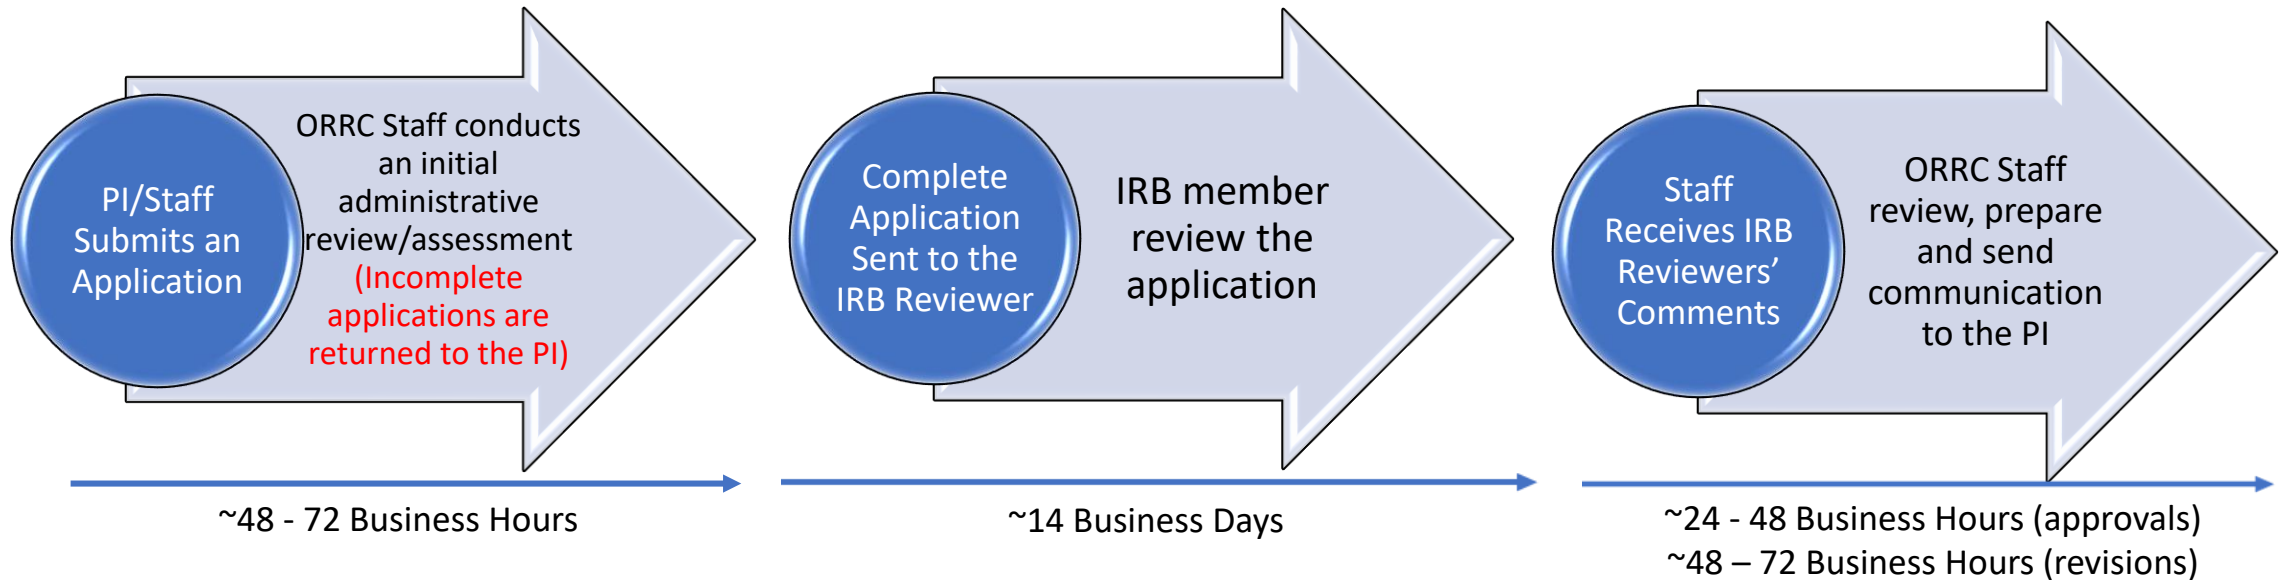 PI/Staff
Submits an
Application
ORRC Staff conducts
an initial
administrative
review/assessment
(Incomplete
applications are
returned to the PI)
~48 - 72 Business Hours
Complete
Application
Sent to the
IRB Reviewer
IRB member
review the
application
~14 Business Days
Staff
Receives IRB
Reviewers’
Comments
ORRC Staff
review, prepare
and send
communication
to the PI
~24 - 48 Business Hours (approvals)
~48 – 72 Business Hours (revisions)